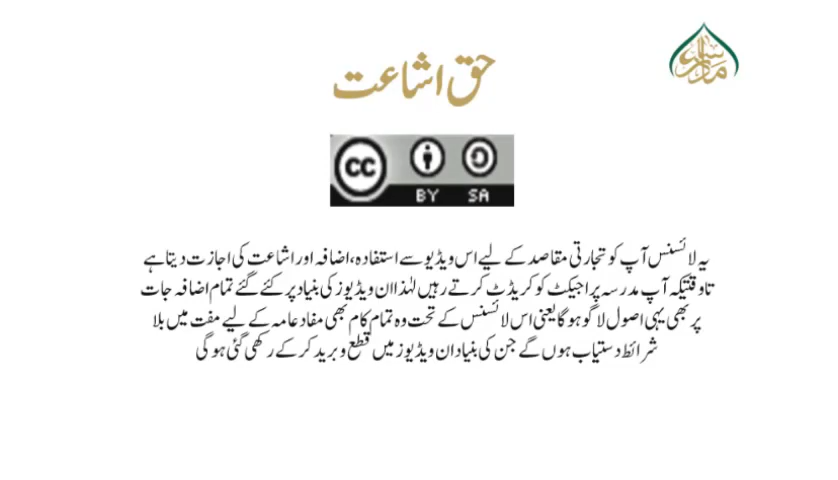 حق اشاعت
مدرسہ
cc
BY SA
یہ لائسنس آپ کو تجارتی مقاصد کے لیے اس ویڈیو سے استفادہ، اضافہ اور اشاعت کی اجازت دیتا ہے
تاوقتیکہ آپ مدرسہ پراجیکٹ کو کریڈٹ کرتے رہیں لہٰذا ان ویڈیوز کی بنیاد پر کئے گئے تمام اضافہ جات
پر بھی یہی اصول لاگو ہوگا یعنی اس لائسنس کے تحت وہ تمام کام بھی مفاد عامہ کے لیے مفت میں بلا
شرائط دستیاب ہوں گے جن کی بنیاد ان ویڈیوز میں قطع و برید کر کے رکھی گئی ہو گی